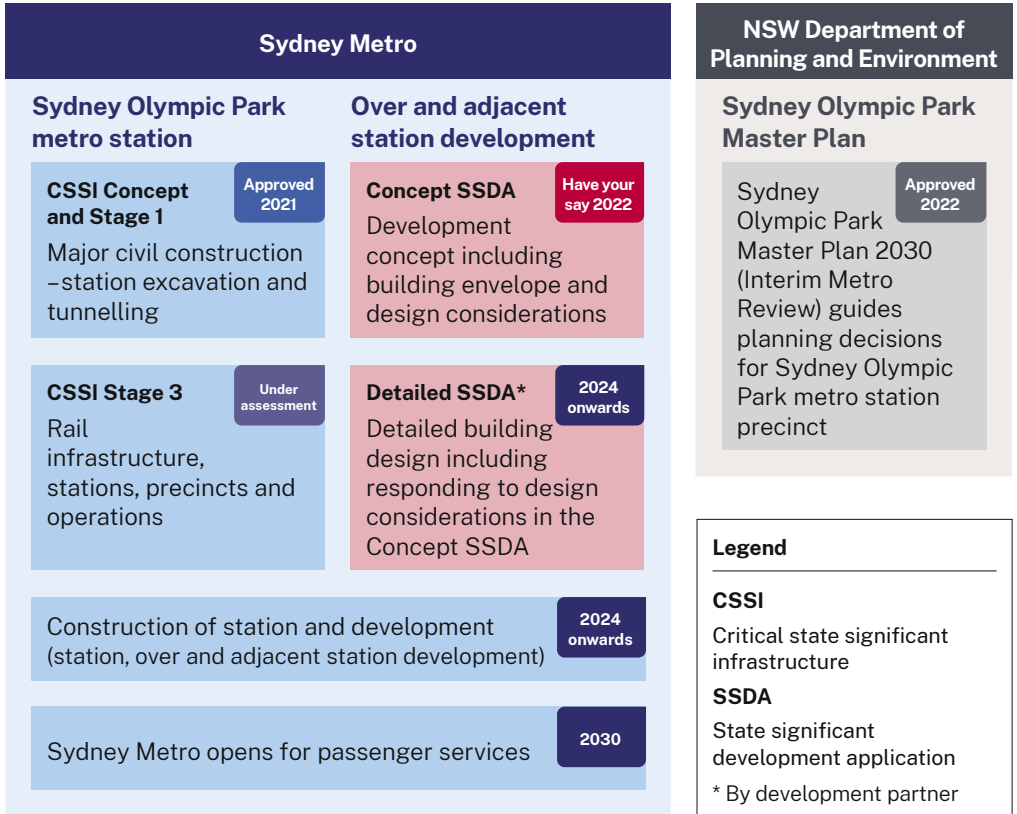 Sydney Metro
Sydney Olympic Park
metro station
CSSI Concept
and Stage 1
Approved
2021
Major civil construction
–station excavation and
tunnelling
CSSI Stage 3
Under
assessment
Rail
infrastructure,
stations, precincts and
operations
Over and adjacent
station development
Concept SSDA
Have your
say 2022
Development
concept including
building envelope and
design considerations
Detailed SSDA*
2024
onwards
Detailed building
design including
responding to design
considerations in the
Concept SSDA
Construction of station and development
(station, over and adjacent station development)
2024
onwards
Sydney Metro opens for passenger services
2030
NSW Department of
Planning and Environment
Sydney Olympic Park
Master Plan
Sydney
Olympic Park
Master Plan 2030
(Interim Metro
Review) guides
planning decisions
for Sydney Olympic
Park metro station
precinct
Approved
2022
Legend
CSSI
Critical state significant
infrastructure
SSDA
State significant
development application
* By development partner